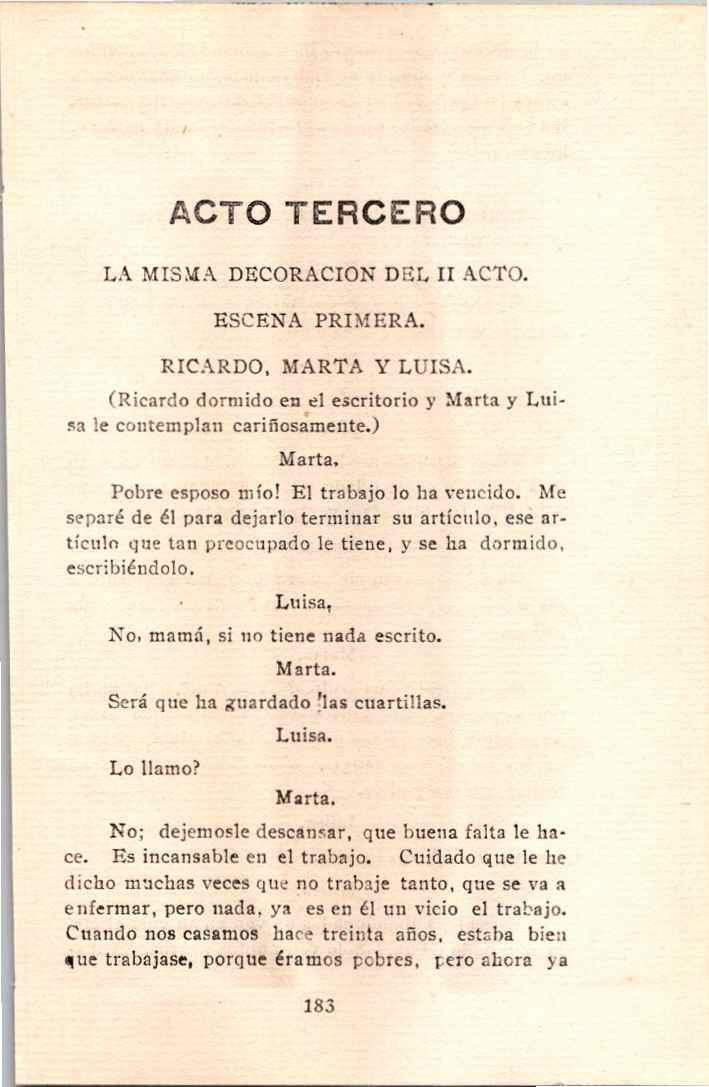 ACTO TERCERO
LA MISMA DECORACION DEL II ACTO.
ESCENA PRIMERA.
RICARDO, MARTA Y LUISA.
(Ricardo dormido en el escritorio y Marta y Lui-
sa le contemplan cariñosamente.)
Marta.
Pobre esposo mío! El trabajo lo ha vencido. Me
separé de él para dejarlo terminar su artículo, ese ar-
tículo que tan preocupado le tiene, y se ha dormido,
escribiéndolo.
Luisa,
No, mamá, si no tiene nada escrito.
Marta.
Será que ha guardado las cuartillas.
Luisa.
Lo llamo?
Marta.
No; dejemosle descansar, que buena falta le ha-
ce. Es incansable en el trabajo. Cuidado que le he
dicho muchas veces que no trabaje tanto, que se va a
enfermar, pero nada, ya es en él un vicio el trabajo.
Cuando nos casamos hace treinta años, estaba bien
que trabajase, porque éramos pobres, pero ahora ya
183